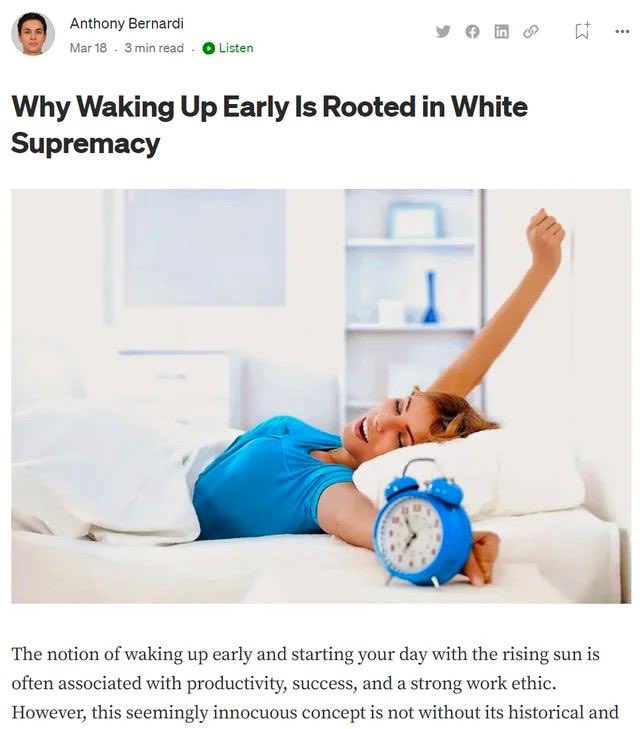 Anthony Bernardi
Mar 18 · 3 min read · Listen
Why Waking Up Early Is Rooted in White
Supremacy
The notion of waking up early and starting your day with the rising sun is
often associated with productivity, success, and a strong work ethic.
However, this seemingly innocuous concept is not without its historical and